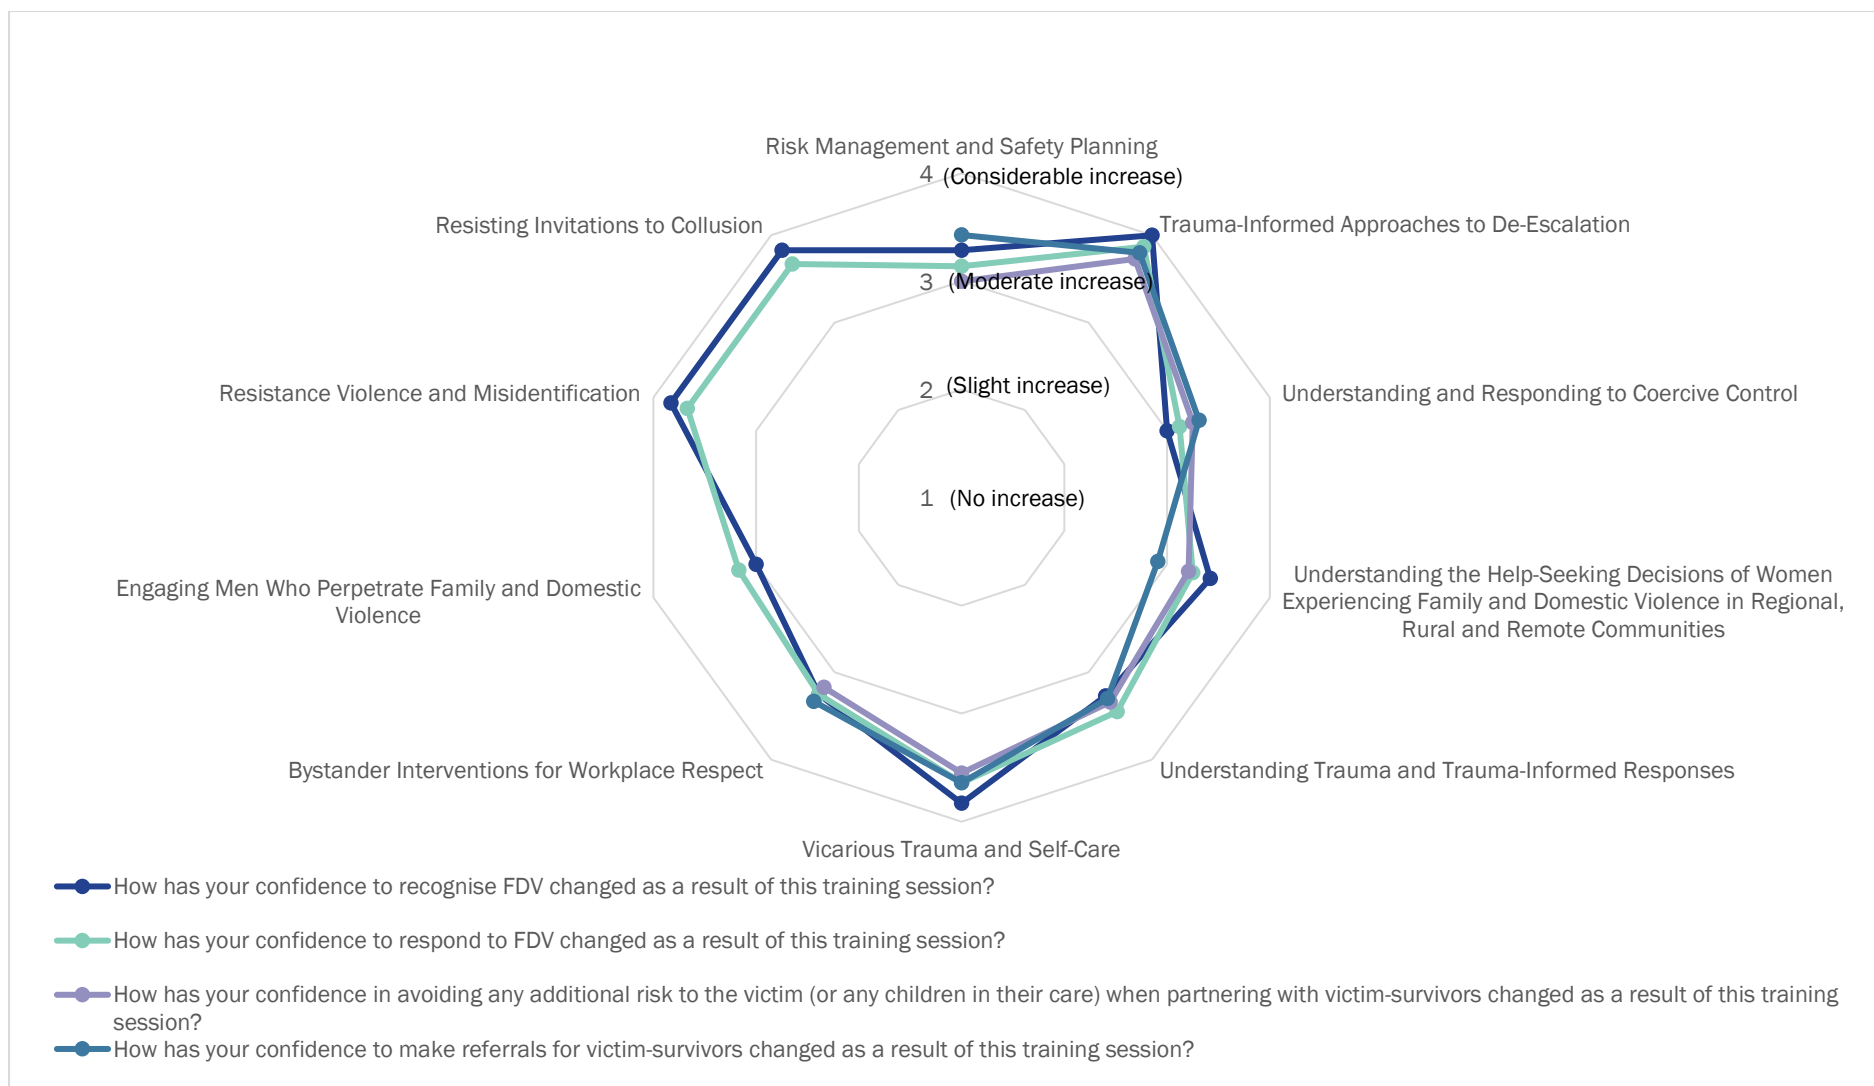 Risk Management and Safety Planning
4 (Considerable increase)
Resisting Invitations to Collusion
Trauma-Informed Approaches to De-Escalation
3 (Moderate increase)
2 (Slight increase)
Resistance Violence and Misidentification
Understanding and Responding to Coercive Control
1 (No increase)
Engaging Men Who Perpetrate Family and Domestic
Violence
Understanding the Help-Seeking Decisions of Women
Experiencing Family and Domestic Violence in Regional,
Rural and Remote Communities
Bystander Interventions for Workplace Respect
Understanding Trauma and Trauma-Informed Responses
Vicarious Trauma and Self-Care
How has your confidence to recognise FDV changed as a result of this training session?
How has your confidence to respond to FDV changed as a result of this training session?
How has your confidence in avoiding any additional risk to the victim (or any children in their care) when partnering with victim-survivors changed as a result of this training
session?
How has your confidence to make referrals for victim-survivors changed as a result of this training session?